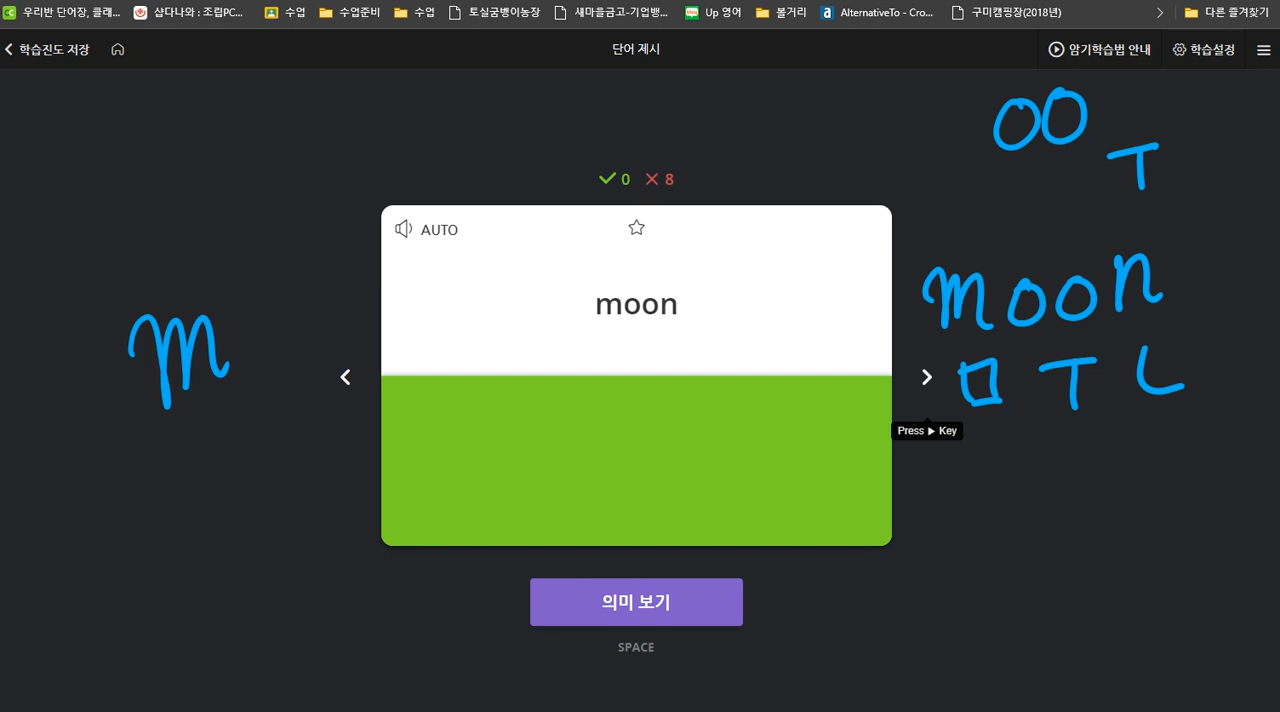 우리반 단어장, 클래... 샵다나와 : 조립PC... 수업 수업준비 수업 토실굼벵이농장 새마을금고-기업뱅... Up 영어 볼거리 AlternativeTo - Cro... 구미캠핑장(2018년) 다른 즐겨찾기
학습진도 저장 단어 제시 암기학습법 안내 학습설정
oo
ㅜ
0 8
AUTO
moon
moon
m
ㅁ ㅜ ㄴ
Press ▶ Key
의미 보기
SPACE